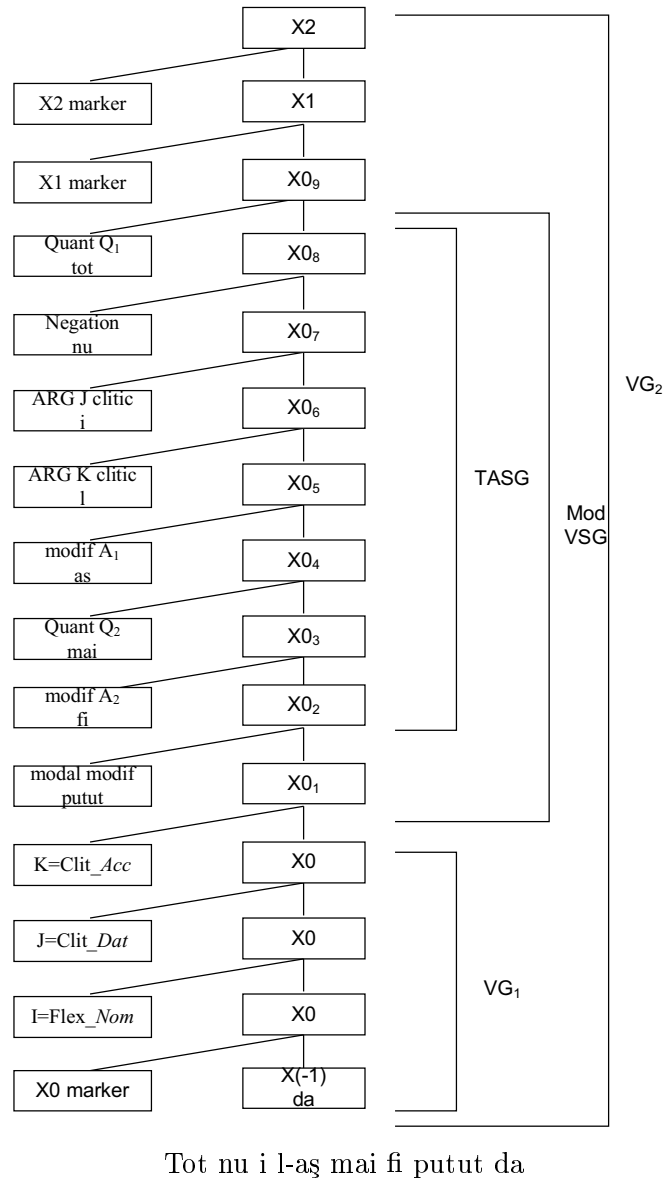 X2
X2 marker
X1
X1 marker
X0₉
Quant Q₁
tot
X0₈
Negation
nu
X0₇
ARG J clitic
i
X0₆
ARG K clitic
l
X0₅
modif A₁
as
X0₄
Quant Q₂
mai
X0₃
modif A₂
fi
X0₂
modal modif
putut
X0₁
K=Clit_Acc
X0
J=Clit_Dat
X0
I=Flex_Nom
X0
X0 marker
X(-1)
da
TASG
Mod
VSG
VG₂
VG₁
Tot nu i l-aş mai fi putut da